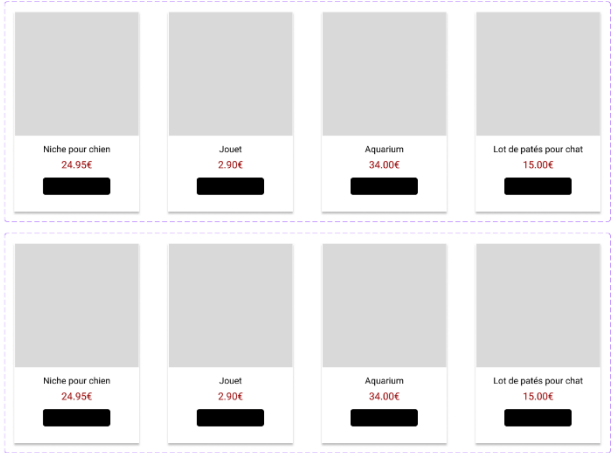 Niche pour chien
24.95€
Jouet
2.90€
Aquarium
34.00€
Lot de patés pour chat
15.00€
Niche pour chien
24.95€
Jouet
2.90€
Aquarium
34.00€
Lot de patés pour chat
15.00€